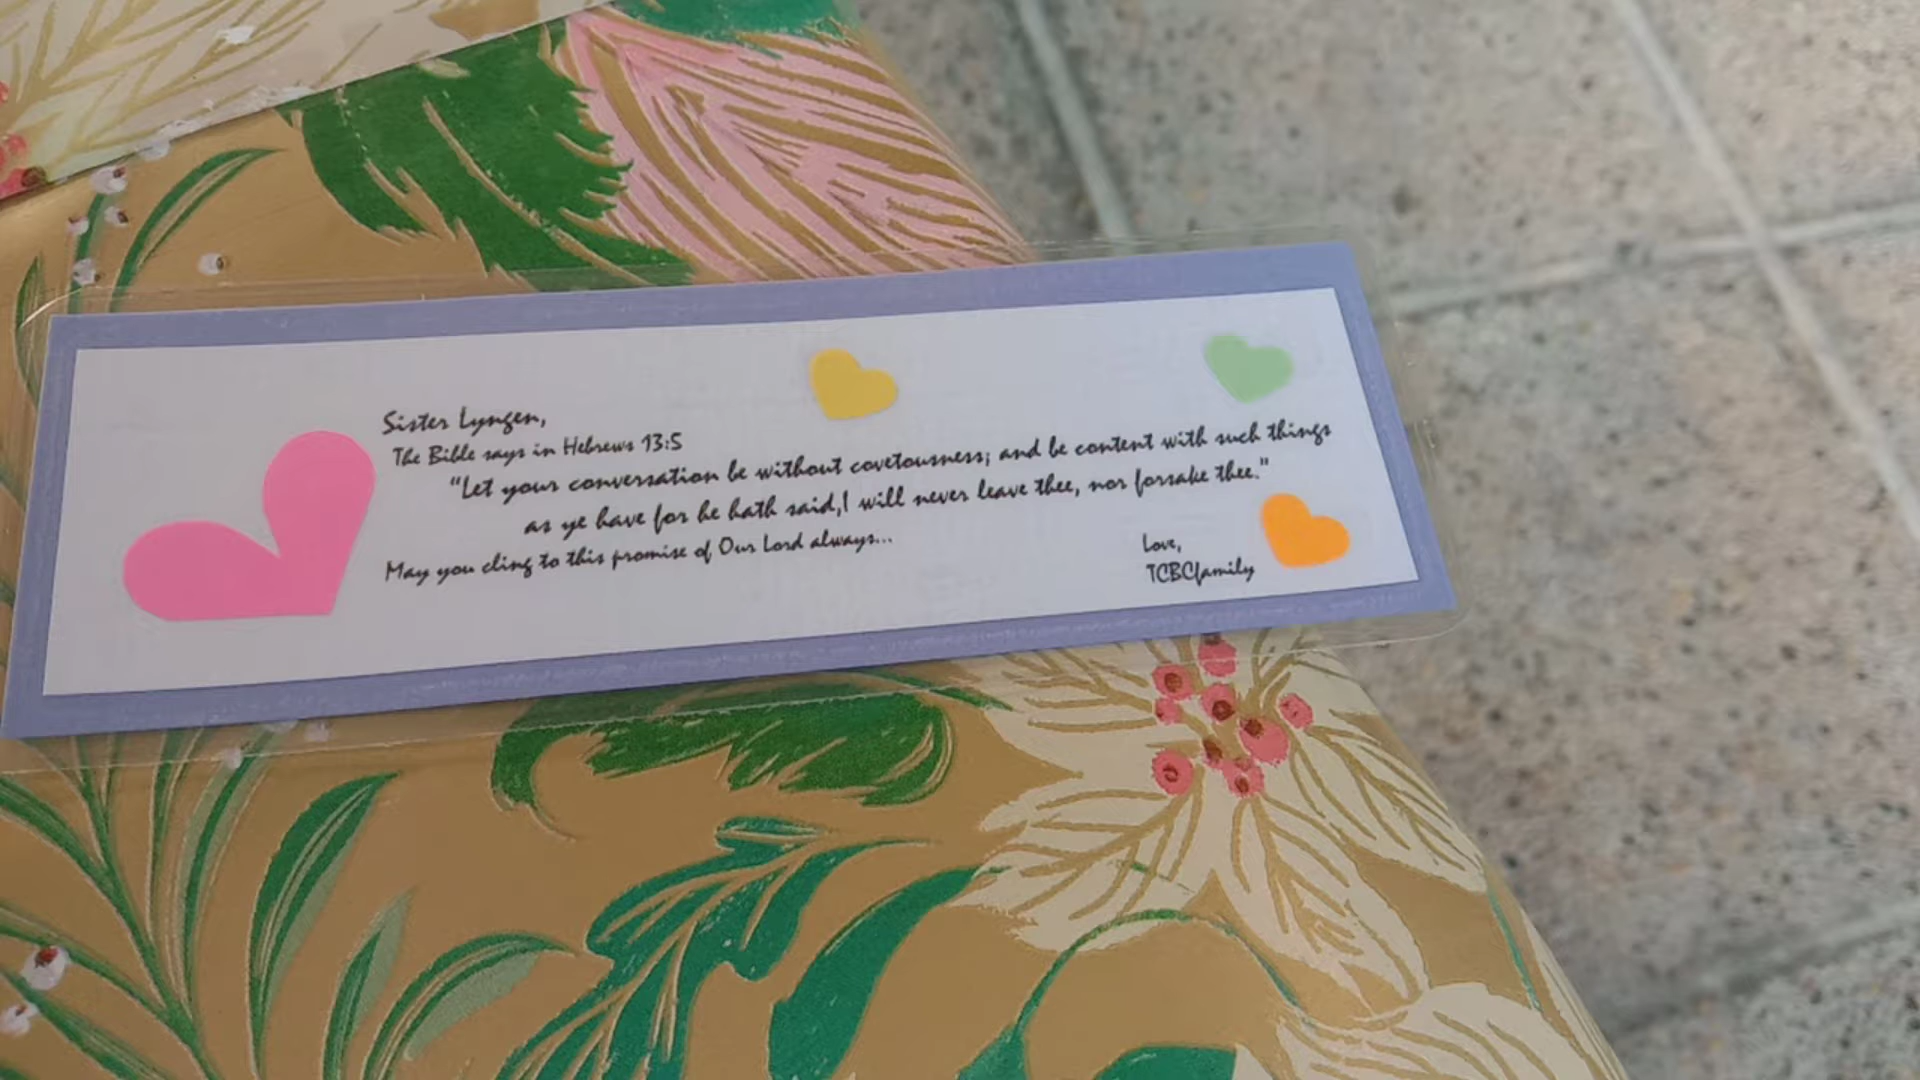 Sister Lyngen,
The Bible says in Hebrews 13:5
“Let your conversation be without covetousness; and be content with such things
as ye have for he hath said,I will never leave thee, nor forsake thee.”
May you cling to this promise of Our Lord always...
Love,
TCBCfamily